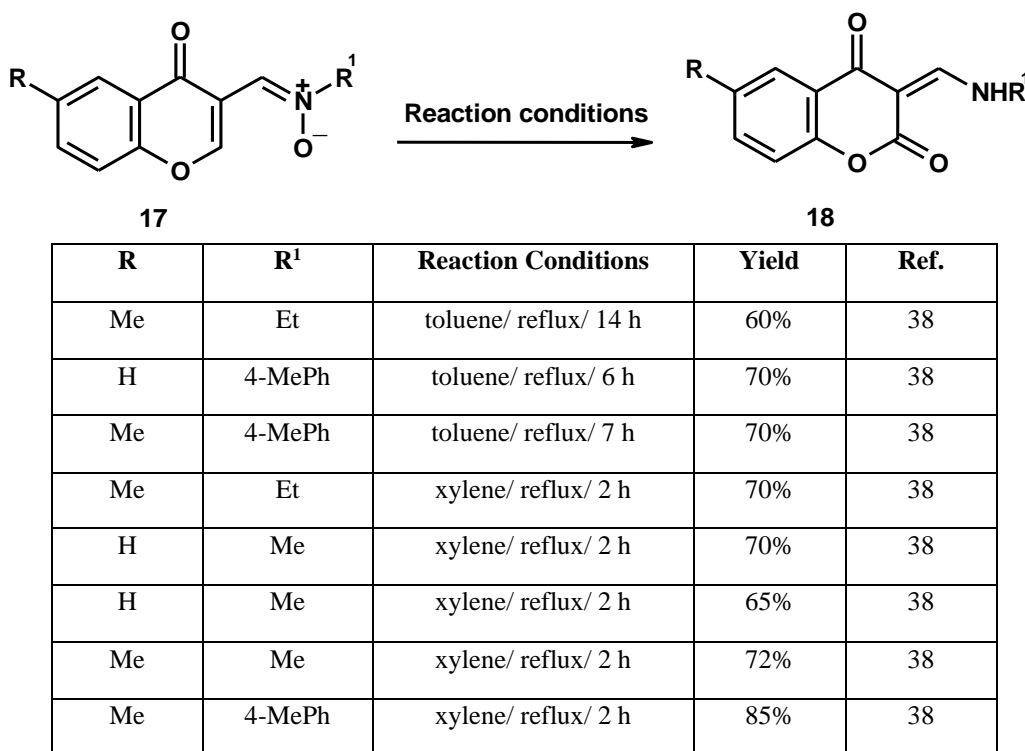 O
R
+
N
R1
O
−
O
17
Reaction conditions
O
R
NHR1
O
O
18
R R1 Reaction Conditions Yield Ref.
Me Et toluene/ reflux/ 14 h 60% 38
H 4-MePh toluene/ reflux/ 6 h 70% 38
Me 4-MePh toluene/ reflux/ 7 h 70% 38
Me Et xylene/ reflux/ 2 h 70% 38
H Me xylene/ reflux/ 2 h 70% 38
H Me xylene/ reflux/ 2 h 65% 38
Me Me xylene/ reflux/ 2 h 72% 38
Me 4-MePh xylene/ reflux/ 2 h 85% 38